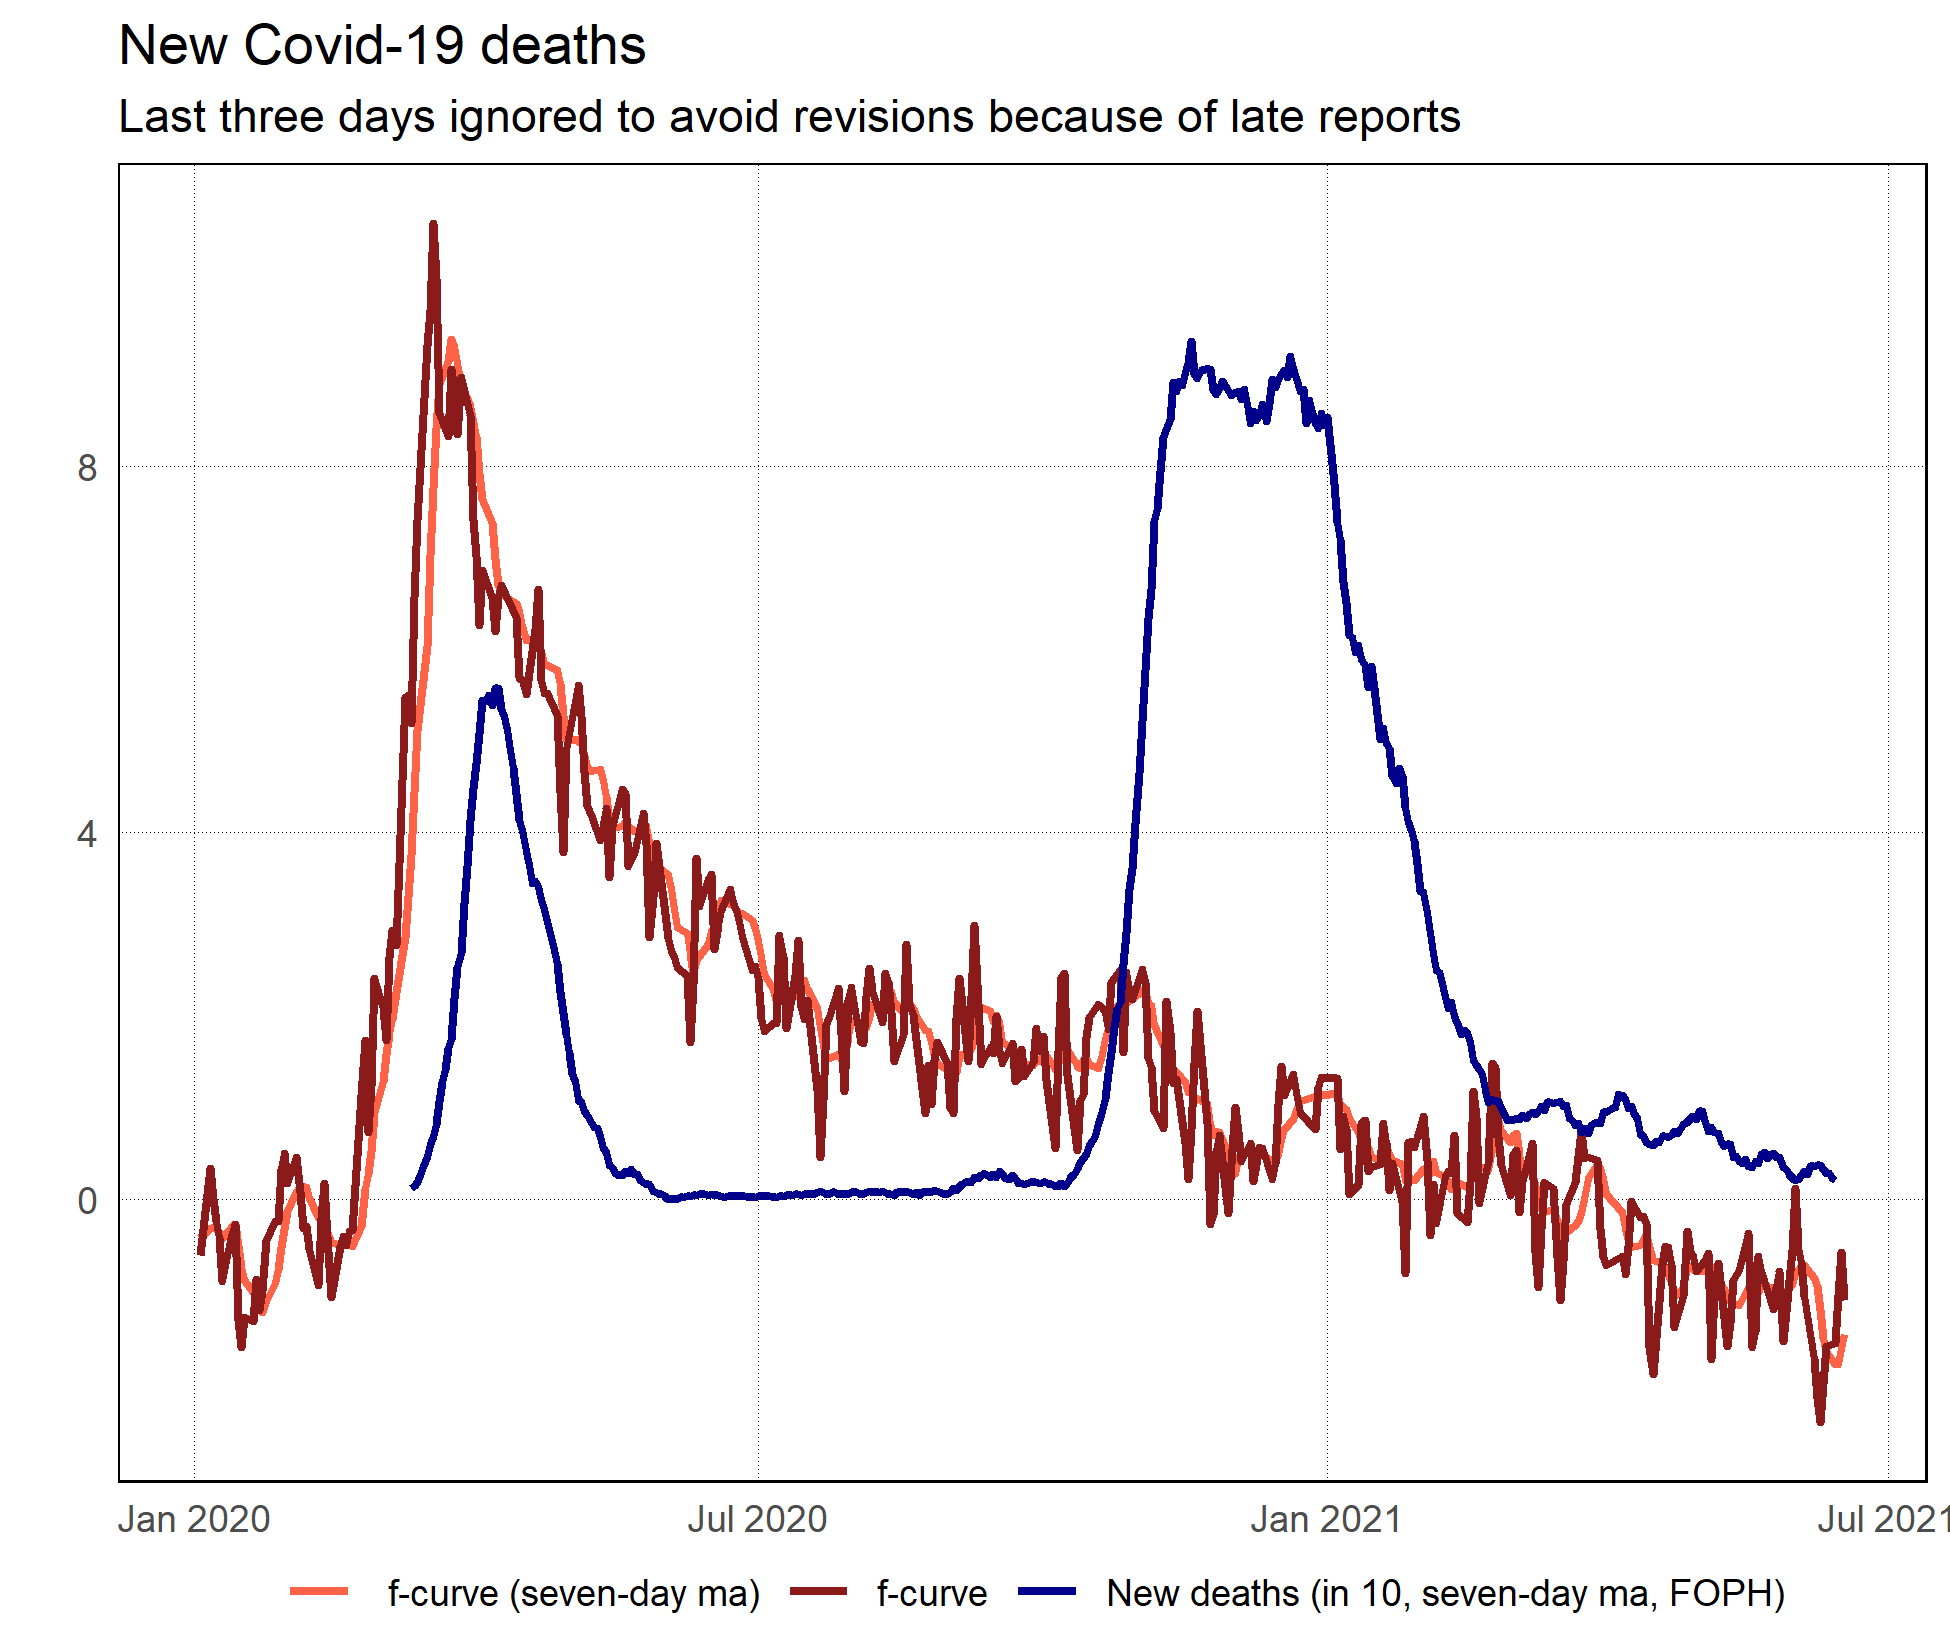 New Covid-19 deaths
Last three days ignored to avoid revisions because of late reports
8
4
0
Jan 2020 Jul 2020 Jan 2021 Jul 2021
f-curve (seven-day ma) f-curve New deaths (in 10, seven-day ma, FOPH)